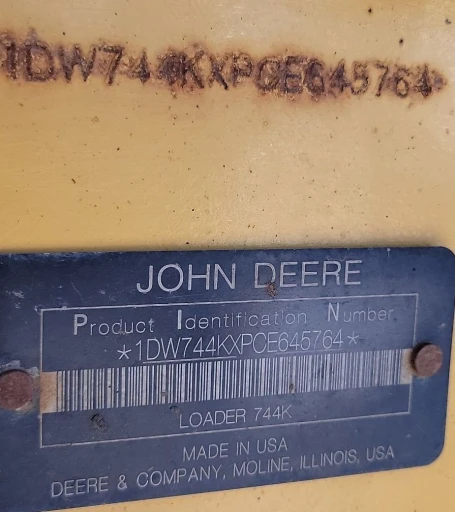 1DW744KXPCE645764*
JOHN DEERE
Product Identification Number
*1DW744KXPCE645764*
LOADER 744K
MADE IN USA
DEERE & COMPANY, MOLINE, ILLINOIS, USA